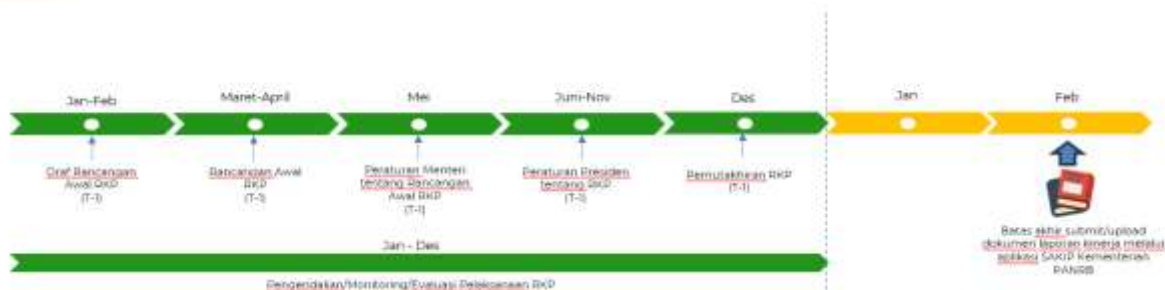 Jan-Feb
Maret-April
Mei
Juni-Nov
Des
Jan
Feb
Draf Rancangan
Awal RKP
(T-1)
Rancangan Awal
RKP
(T-1)
Peraturan Menteri
tentang Rancangan
Awal RKP
(T-1)
Peraturan Presiden
tentang RKP
(T-1)
Pemutakhiran RKP
(T-1)
Batas akhir submit/upload
dokumen laporan kinerja melalui
aplikasi SAKIP Kementerian
PANRB
Jan - Des
Pengendalian/Monitoring/Evaluasi Pelaksanaan RKP